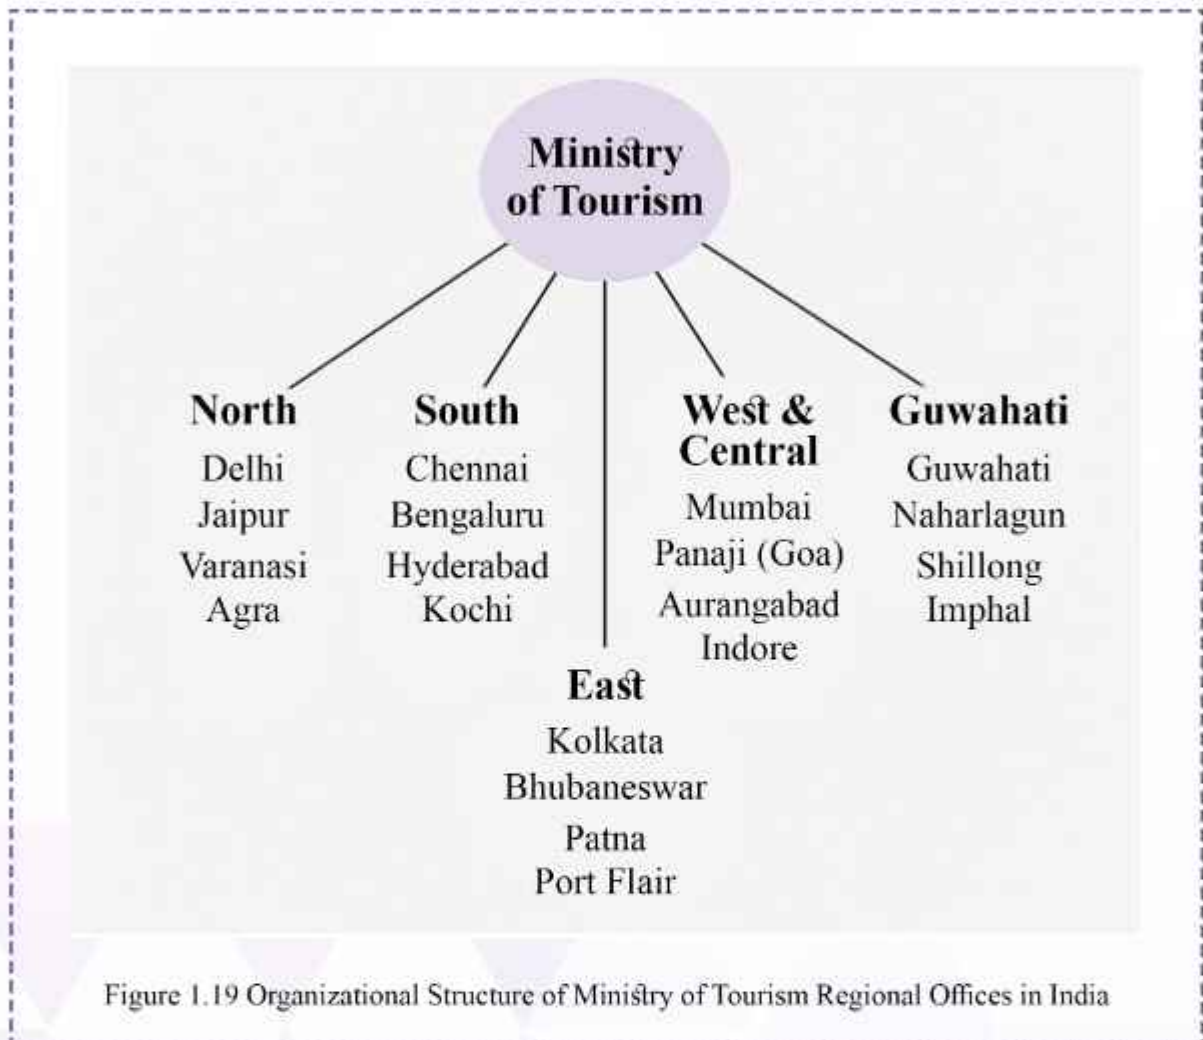 Ministry
of Tourism
North
Delhi
Jaipur
Varanasi
Agra
South
Chennai
Bengaluru
Hyderabad
Kochi
East
Kolkata
Bhubaneswar
Patna
Port Flair
West &
Central
Mumbai
Panaji (Goa)
Aurangabad
Indore
Guwahati
Guwahati
Naharlagun
Shillong
Imphal
Figure 1.19 Organizational Structure of Ministry of Tourism Regional Offices in India